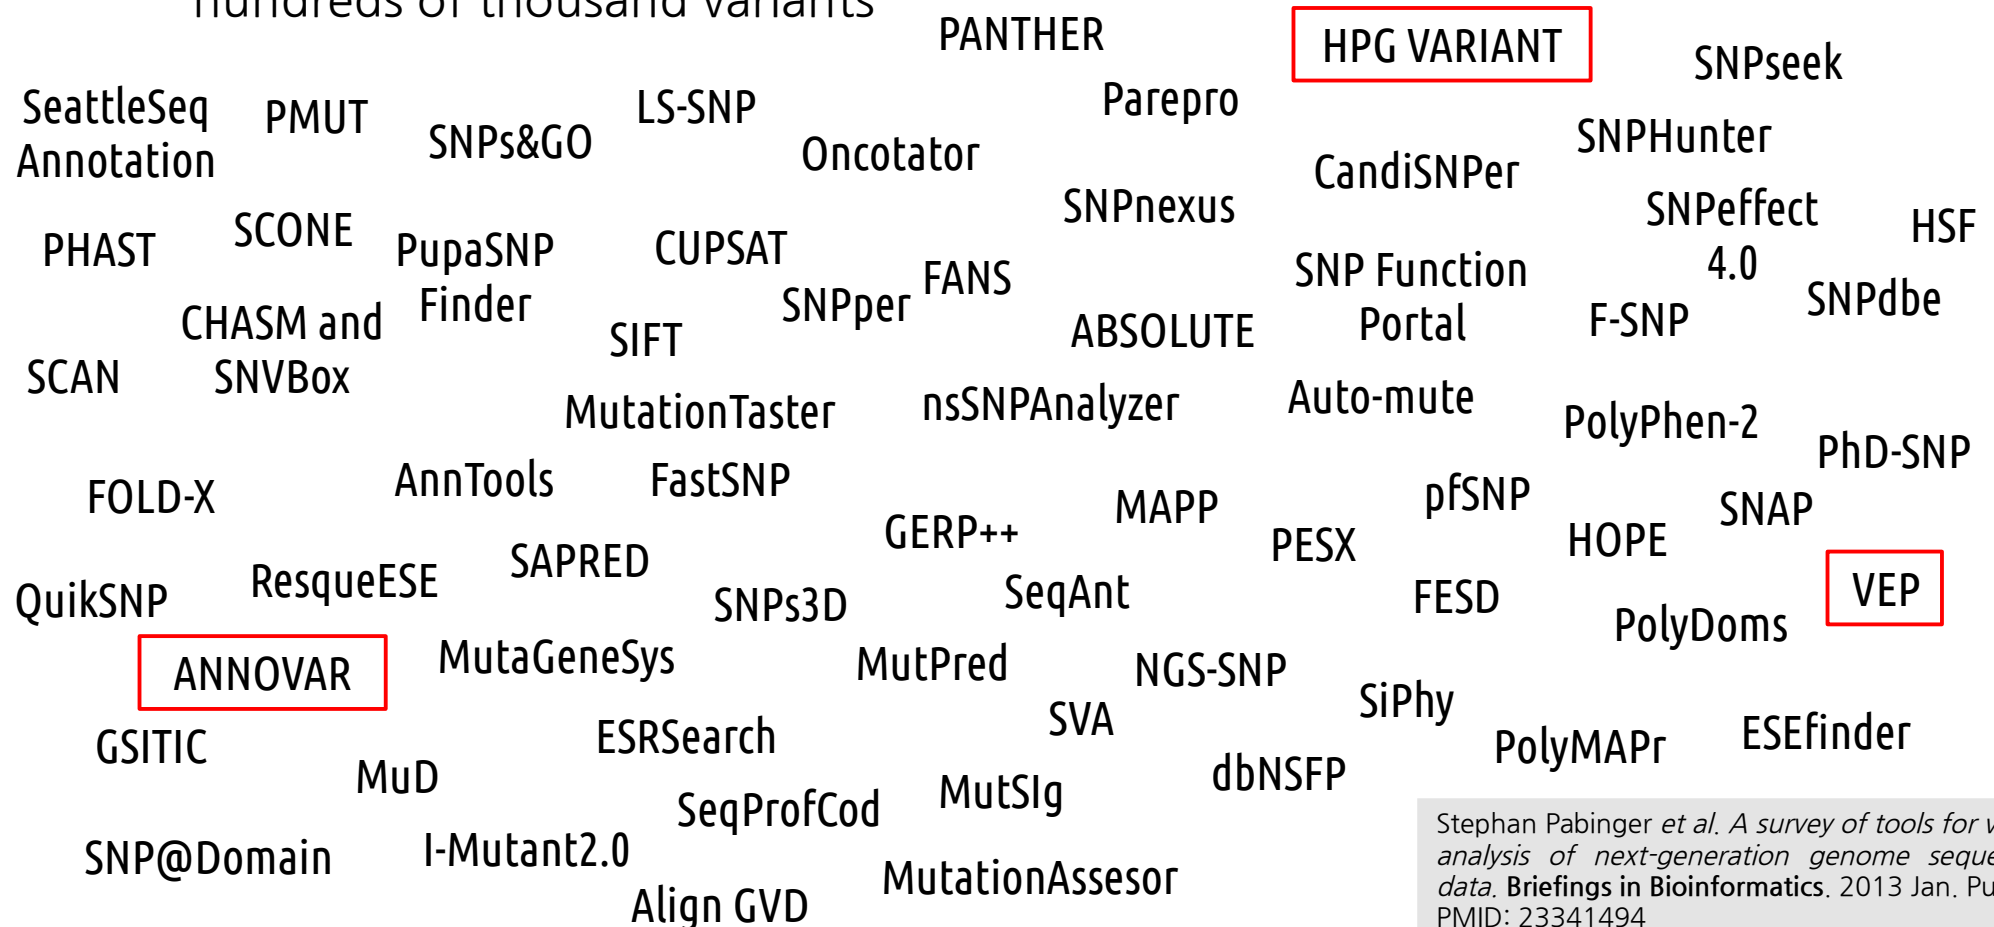 hundreds of thousand variants
PANTHER
HPG VARIANT
SNPseek
SeattleSeq
Annotation
PMUT
SNPs&GO
LS-SNP
Oncotator
Parepro
CandiSNPer
SNPHunter
SNPnexus
SNPeffect
4.0
HSF
PHAST
SCONE
PupaSNP
Finder
CUPSAT
SNPper
FANS
SNP Function
Portal
F-SNP
SNPdbe
CHASM and
SNVBox
SIFT
ABSOLUTE
SCAN
MutationTaster
nsSNPAnalyzer
Auto-mute
PolyPhen-2
PhD-SNP
FOLD-X
AnnTools
FastSNP
GERP++
MAPP
pfSNP
SNAP
PESX
HOPE
QuikSNP
ResqueESE
SAPRED
SNPs3D
SeqAnt
FESD
PolyDoms
VEP
ANNOVAR
MutaGeneSys
MutPred
NGS-SNP
SiPhy
GSITIC
MuD
ESRSearch
SVA
dbNSFP
PolyMAPr
ESEfinder
SeqProfCod
MutSIg
SNP@Domain
I-Mutant2.0
Align GVD
MutationAssesor
Stephan Pabinger et al. A survey of tools for
analysis of next-generation genome
data. Briefings in Bioinformatics. 2013 Jan.
PMID: 23341494